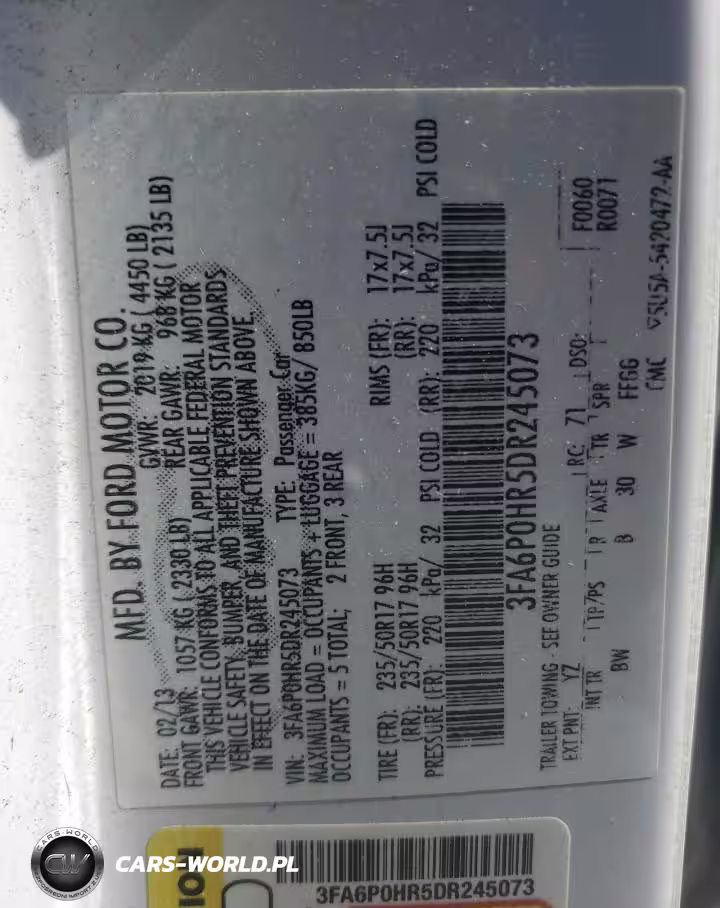 MFD. BY FORD MOTOR CO.
DATE: 02/13 GVWR: 2019 KG ( 4450 LB)
FRONT GAWR: 1057 KG ( 2330 LB) REAR GAWR: 968 KG ( 2135 LB)
THIS VEHICLE CONFORMS TO ALL APPLICABLE FEDERAL MOTOR
VEHICLE SAFETY, BUMPER, AND THEFT PREVENTION STANDARDS
IN EFFECT ON THE DATE OF MANUFACTURE SHOWN ABOVE.
VIN: 3FA6P0HR5DR245073 TYPE: Passenger Car
MAXIMUM LOAD = OCCUPANTS + LUGGAGE = 385KG/ 850LB
OCCUPANTS = 5 TOTAL; 2 FRONT, 3 REAR
TIRE (FR): 235/50R17 96H RIMS (FR): 17x7.5J
(RR): 235/50R17 96H (RR): 17x7.5J
PRESSURE (FR): 220 kPa/ 32 PSI COLD (RR): 220 kPa/ 32 PSI COLD
3FA6P0HR5DR245073
TRAILER TOWING - SEE OWNER GUIDE F0060
EXT PNT: YZ RC: 71 DSO: R0071
INT TR TP/PS R AXLE TR SPR
BW B 30 W FFGG
CMC 5U5A-5420472-AA
3FA6P0HR5DR245073
CARS-WORLD
CW
CARS-WORLD.PL